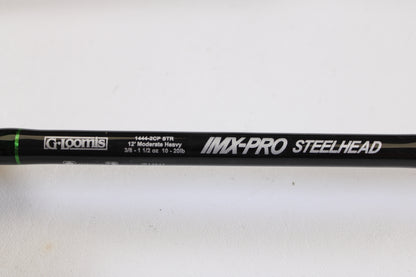 G·Loomis
1444-2CP STR
12' Moderate Heavy
3/8 - 1 1/2 oz 10 - 20lb
IMX-PRO STEELHEAD